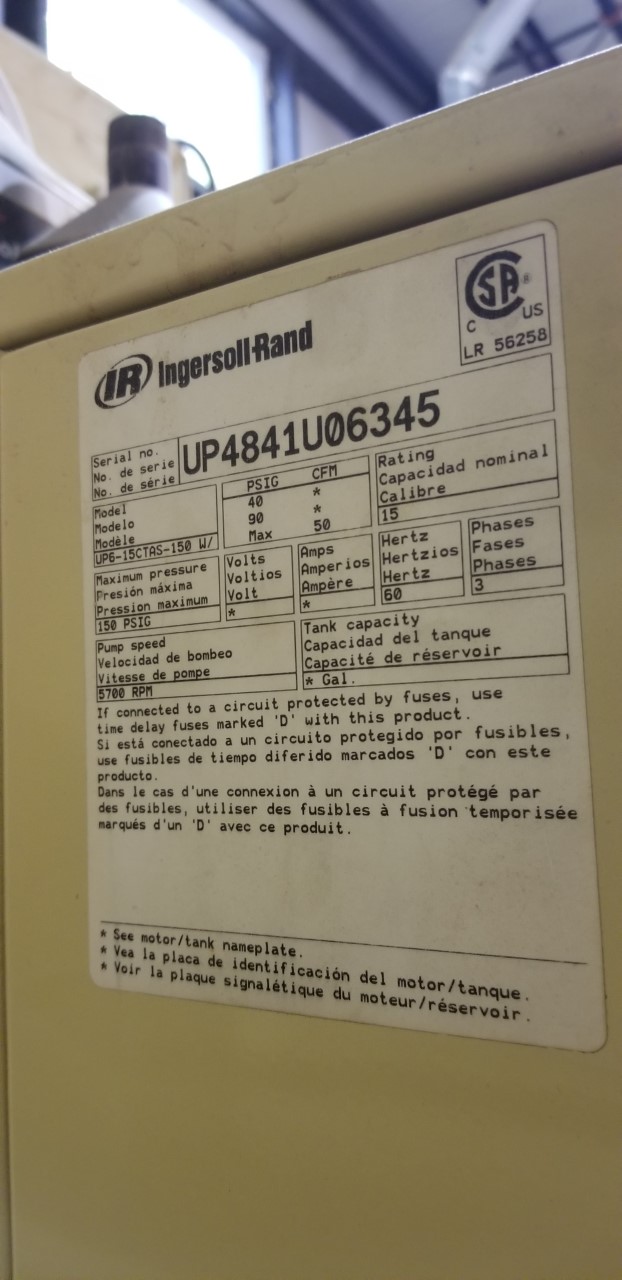 IR Ingersoll-Rand
CSA®
C US
LR 56258
Serial no.
No. de serie
No. de série
UP4841U06345
Model
Modelo
Modèle
UP6-15CTAS-150 W/
PSIG CFM
40 *
90 *
Max 50
Rating
Capacidad nominal
Calibre
15
Maximum pressure
Presión máxima
Pression maximum
150 PSIG
Volts
Voltios
Volt
*
Amps
Amperios
Ampère
*
Hertz
Hertzios
Hertz
60
Phases
Fases
Phases
3
Pump speed
Velocidad de bombeo
Vitesse de pompe
5700 RPM
Tank capacity
Capacidad del tanque
Capacité de réservoir
* Gal.
If connected to a circuit protected by fuses, use
time delay fuses marked 'D' with this product.
Si está conectado a un circuito protegido por fusibles,
use fusibles de tiempo diferido marcados 'D' con este
producto.
Dans le cas d'une connexion à un circuit protégé par
des fusibles, utiliser des fusibles à fusion temporisée
marqués d'un 'D' avec ce produit.
* See motor/tank nameplate.
* Vea la placa de identificación del motor/tanque.
* Voir la plaque signalétique du moteur/réservoir.